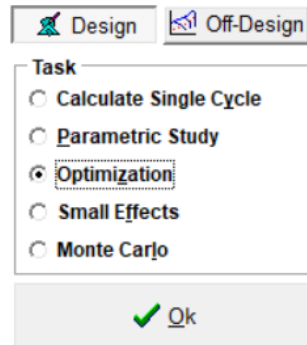 Design Off-Design
Task
Calculate Single Cycle
Parametric Study
Optimization
Small Effects
Monte Carlo
Ok